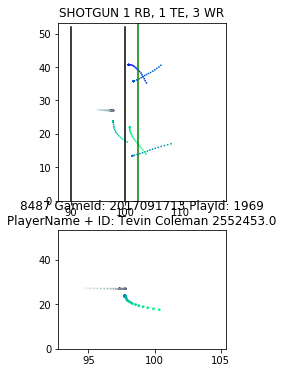 SHOTGUN 1 RB, 1 TE, 3 WR
50
40
30
20
10
0
90 100 110
8487 GameId: 2017091713 PlayId: 1969
PlayerName + ID: Tevin Coleman 2552453.0
40
20
0
95 100 105